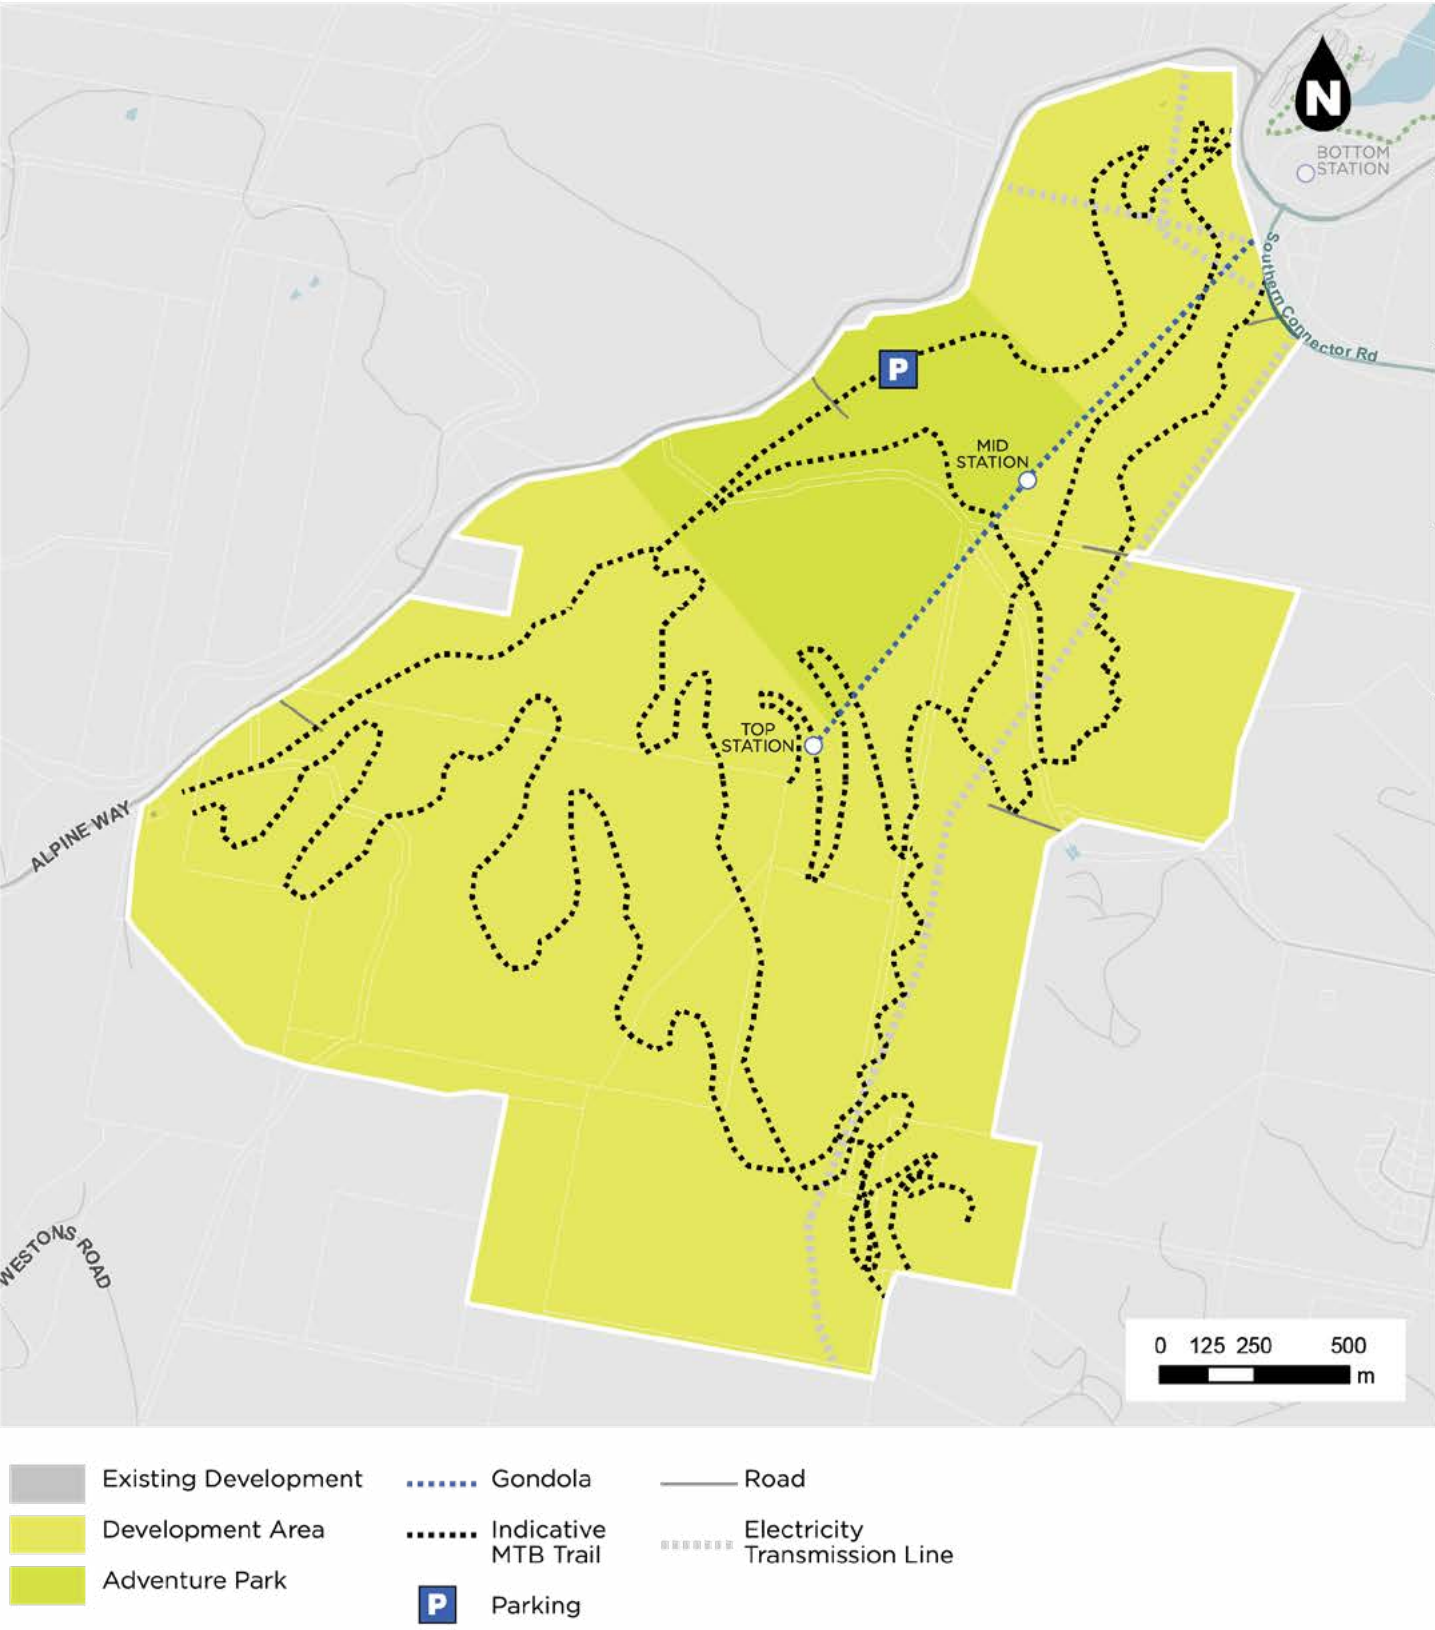 N
BOTTOM
STATION
Southern Connector Rd
P
MID
STATION
TOP
STATION
ALPINE WAY
WESTONS ROAD
0 125 250 500
m
Existing Development
Gondola
Road
Development Area
Indicative
MTB Trail
Electricity
Transmission Line
Adventure Park
P
Parking